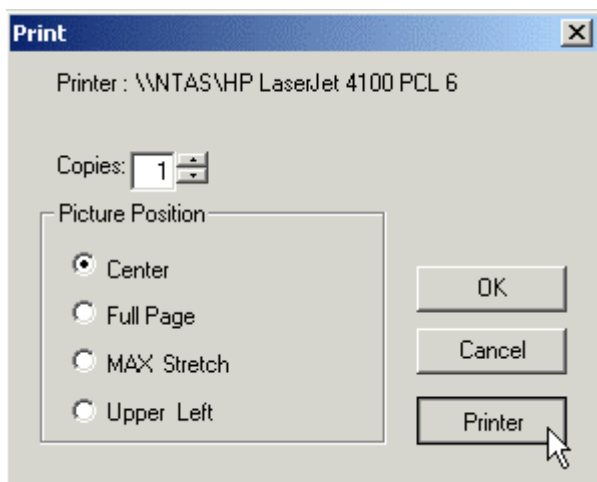 Print
Printer : \\NTAS\HP LaserJet 4100 PCL 6
Copies: 1
Picture Position
Center
Full Page
MAX Stretch
Upper Left
OK
Cancel
Printer